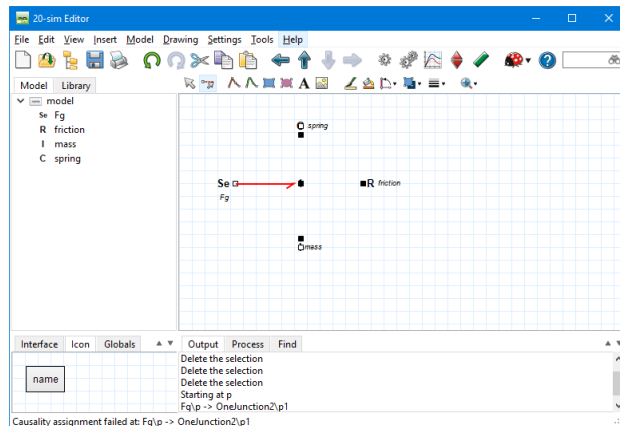 20-sim Editor
File Edit View Insert Model Drawing Settings Tools Help
Model Library
model
Se Fg
R friction
I mass
C spring
C spring
Se
Fg
R friction
mass
Interface Icon Globals
Output Process Find
name
Delete the selection
Delete the selection
Delete the selection
Starting at p
Fg\p -> OneJunction2\p1
Causality assignment failed at: Fg\p -> OneJunction2\p1